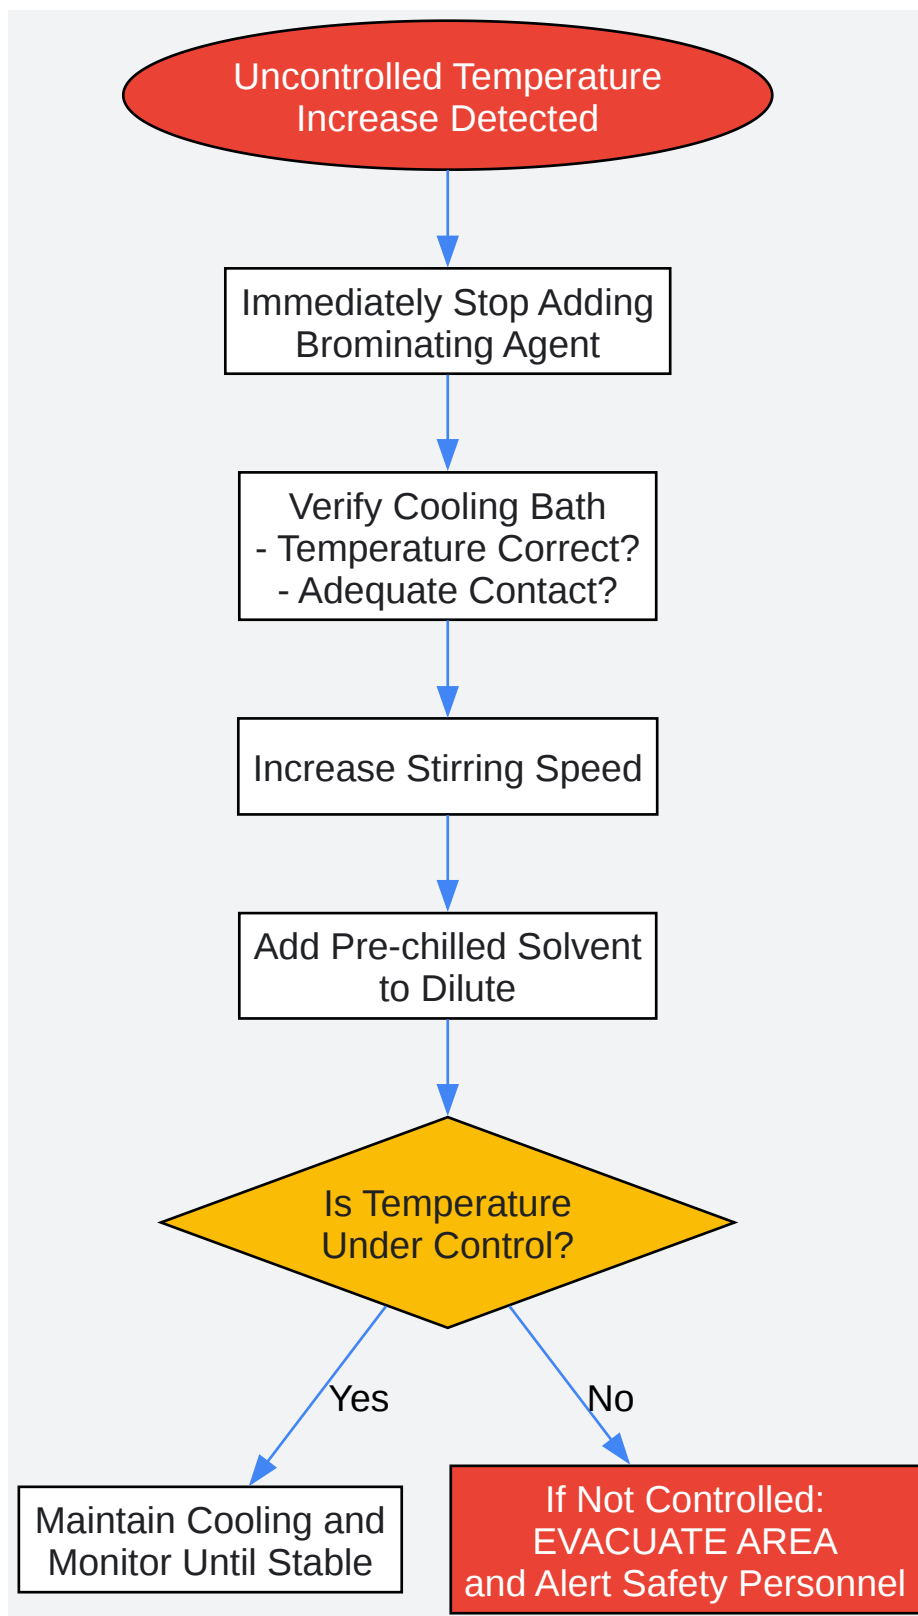 Uncontrolled Temperature
Increase Detected
Immediately Stop Adding
Brominating Agent
Verify Cooling Bath
- Temperature Correct?
- Adequate Contact?
Increase Stirring Speed
Add Pre-chilled Solvent
to Dilute
Is Temperature
Under Control?
Yes
No
Maintain Cooling and
Monitor Until Stable
If Not Controlled:
EVACUATE AREA
and Alert Safety Personnel